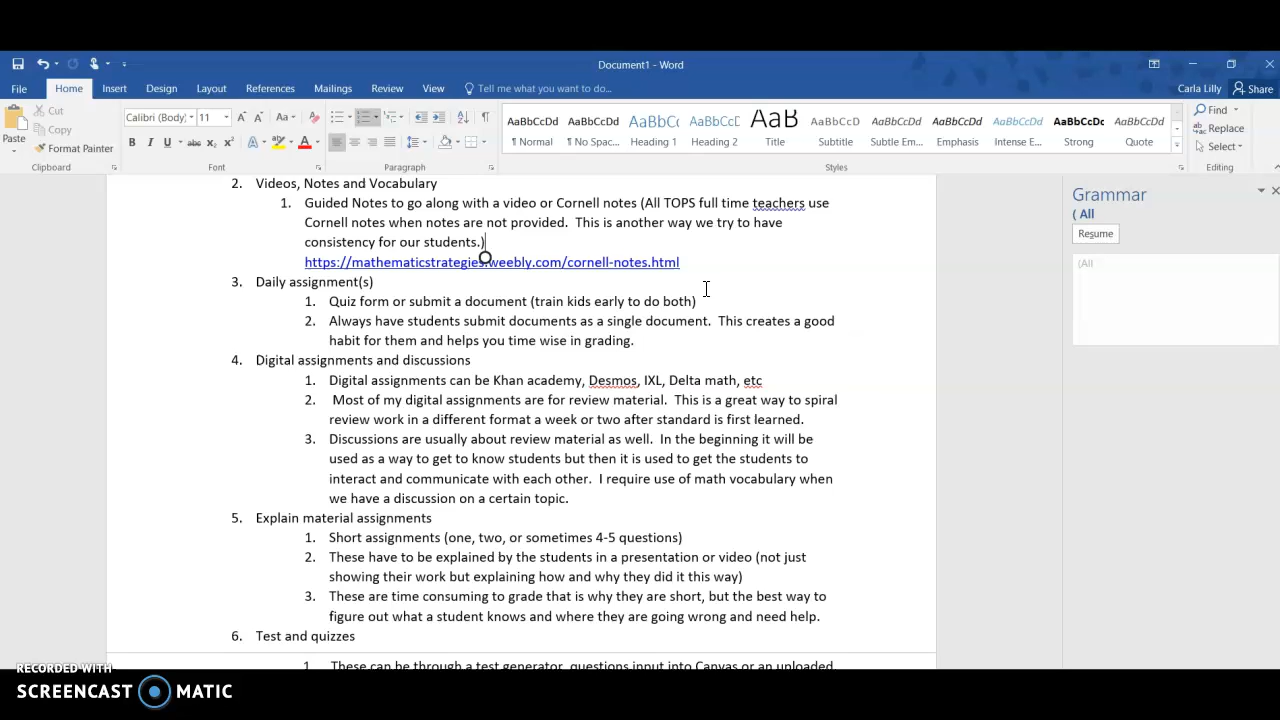 Document1 - Word
File Home Insert Design Layout References Mailings Review View Tell me what you want to do... Carla Lilly Share
Paste
Cut
Copy
Format Painter
Clipboard
Calibri (Body) 11
Font
Paragraph
AaBbCcDd AaBbCcDd AaBbC( AaBbCcC AaB AaBbCcD AaBbCcDd AaBbCcDd AaBbCcDd AaBbCcDc AaBbCcDd
¶ Normal ¶ No Spac... Heading 1 Heading 2 Title Subtitle Subtle Em... Emphasis Intense E... Strong Quote
Styles
Find
Replace
Select
Editing
2. Videos, Notes and Vocabulary
1. Guided Notes to go along with a video or Cornell notes (All TOPS full time teachers use
Cornell notes when notes are not provided. This is another way we try to have
consistency for our students.)
https://mathematicstrategies.weebly.com/cornell-notes.html
3. Daily assignment(s)
1. Quiz form or submit a document (train kids early to do both)
2. Always have students submit documents as a single document. This creates a good
habit for them and helps you time wise in grading.
4. Digital assignments and discussions
1. Digital assignments can be Khan academy, Desmos, IXL, Delta math, etc
2. Most of my digital assignments are for review material. This is a great way to spiral
review work in a different format a week or two after standard is first learned.
3. Discussions are usually about review material as well. In the beginning it will be
used as a way to get to know students but then it is used to get the students to
interact and communicate with each other. I require use of math vocabulary when
we have a discussion on a certain topic.
5. Explain material assignments
1. Short assignments (one, two, or sometimes 4-5 questions)
2. These have to be explained by the students in a presentation or video (not just
showing their work but explaining how and why they did it this way)
3. These are time consuming to grade that is why they are short, but the best way to
figure out what a student knows and where they are going wrong and need help.
6. Test and quizzes
1. These can be through a test generator, questions input into Canvas or an uploaded
Grammar
( All
Resume
(All
RECORDED WITH
SCREENCAST MATIC